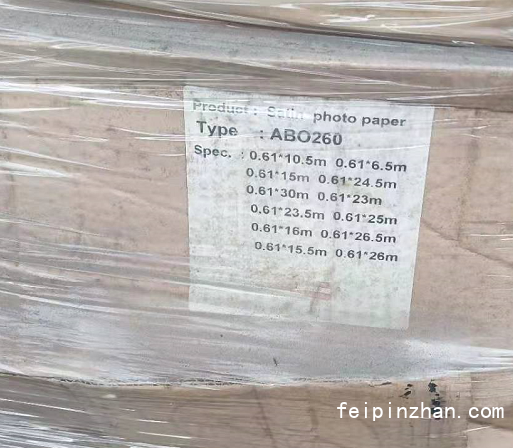 Product : Satin photo paper
Type : ABO260
Spec. : 0.61*10.5m 0.61*6.5m
0.61*15m 0.61*24.5m
0.61*30m 0.61*23m
0.61*23.5m 0.61*25m
0.61*16m 0.61*26.5m
0.61*15.5m 0.61*26m
feipinzhan.com